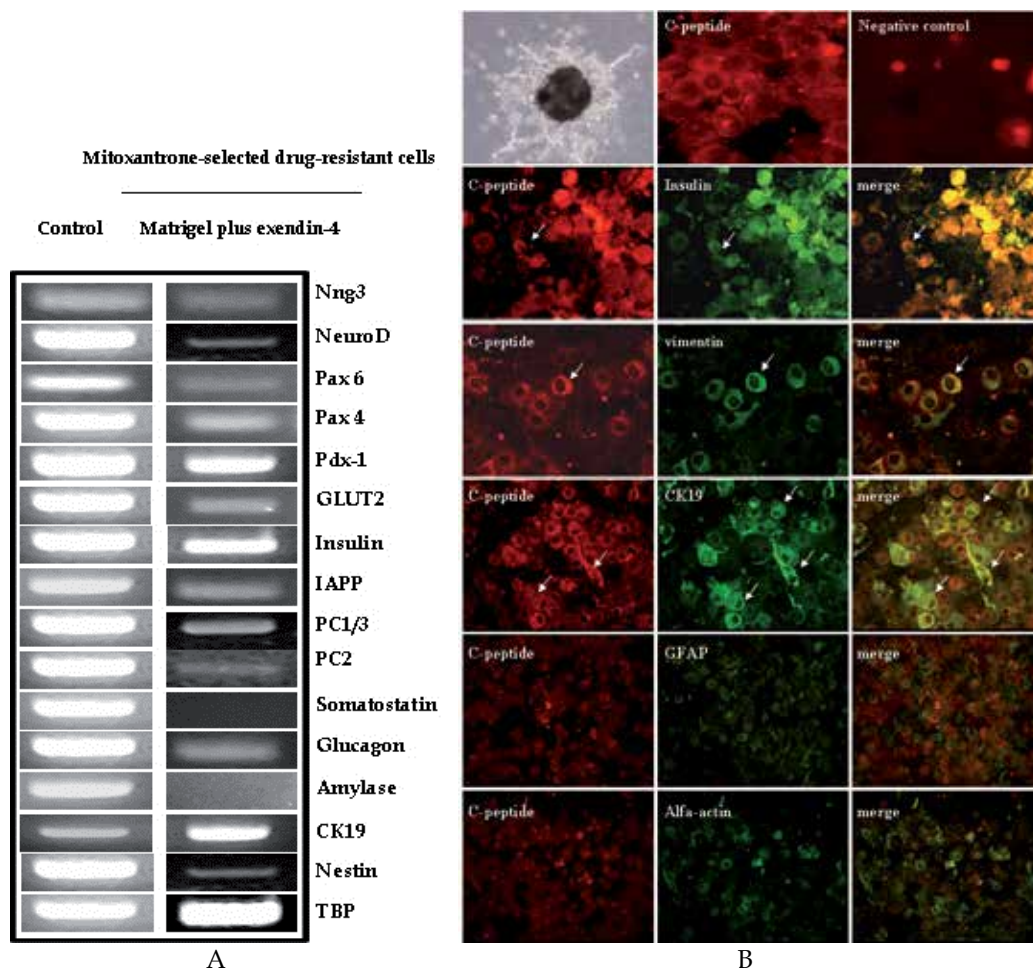 Mitoxantrone-selected drug-resistant cells
Control Matrigel plus exendin-4
Nng3
NeuroD
Pax 6
Pax 4
Pdx-1
GLUT2
Insulin
IAPP
PC1/3
PC2
Somatostatin
Glucagon
Amylase
CK19
Nestin
TBP
A
C-peptide Negative control
C-peptide Insulin merge
C-peptide vimentin merge
C-peptide CK19 merge
C-peptide GFAP merge
C-peptide Alfa-actin merge
B